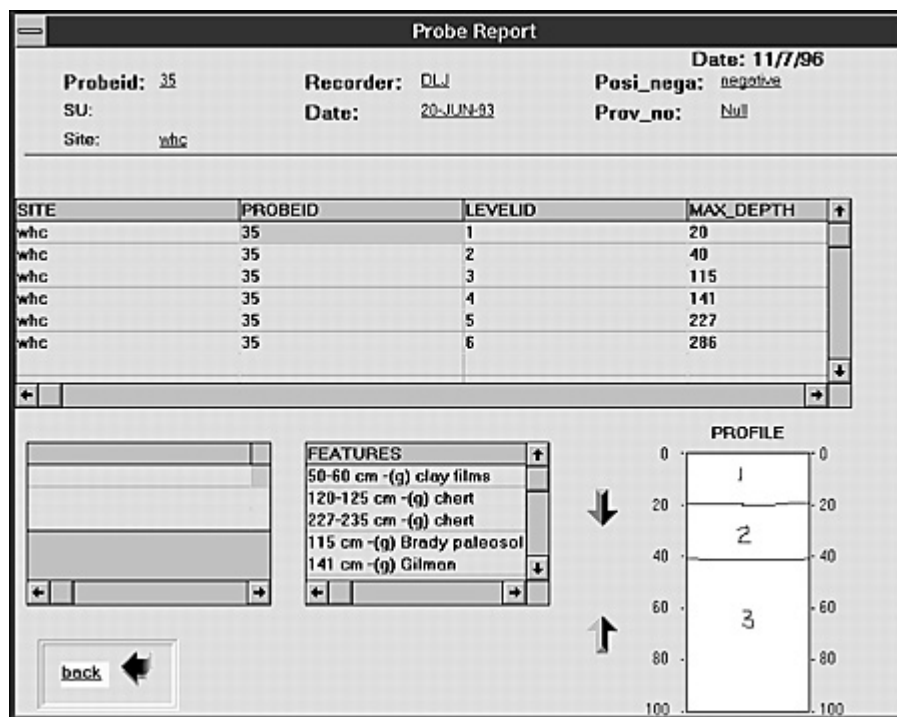 Probe Report
Date: 11/7/96
Probeid: 35 Recorder: DLJ Posi_nega: negative
SU: Date: 20-JUN-93 Prov_no: Null
Site: whc
SITE PROBEID LEVELID MAX_DEPTH
whc 35 1 20
whc 35 2 40
whc 35 3 115
whc 35 4 141
whc 35 5 227
whc 35 6 286
FEATURES
50-60 cm -(g) clay films
120-125 cm -(g) chert
227-235 cm -(g) chert
115 cm -(g) Brady paleosol
141 cm -(g) Gilman
back
PROFILE
0 0
1
20 20
2
40 40
60 3 60
80 80
100 100